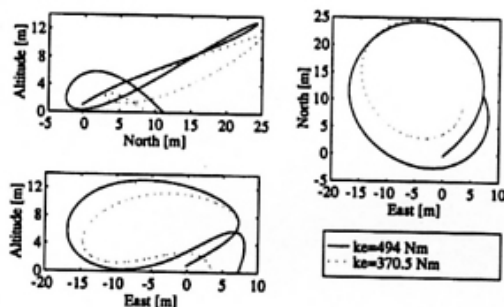 12
8
4
0
-5 0 5 10 15 20 25
Altitude [m]
North [m]
25
20
15
10
5
0
-5
-20 -15 -10 -5 0 5 10
North [m]
East [m]
12
8
4
0
-20 -15 -10 -5 0 5 10
Altitude [m]
East [m]
ke=494 Nm
ke=370.5 Nm